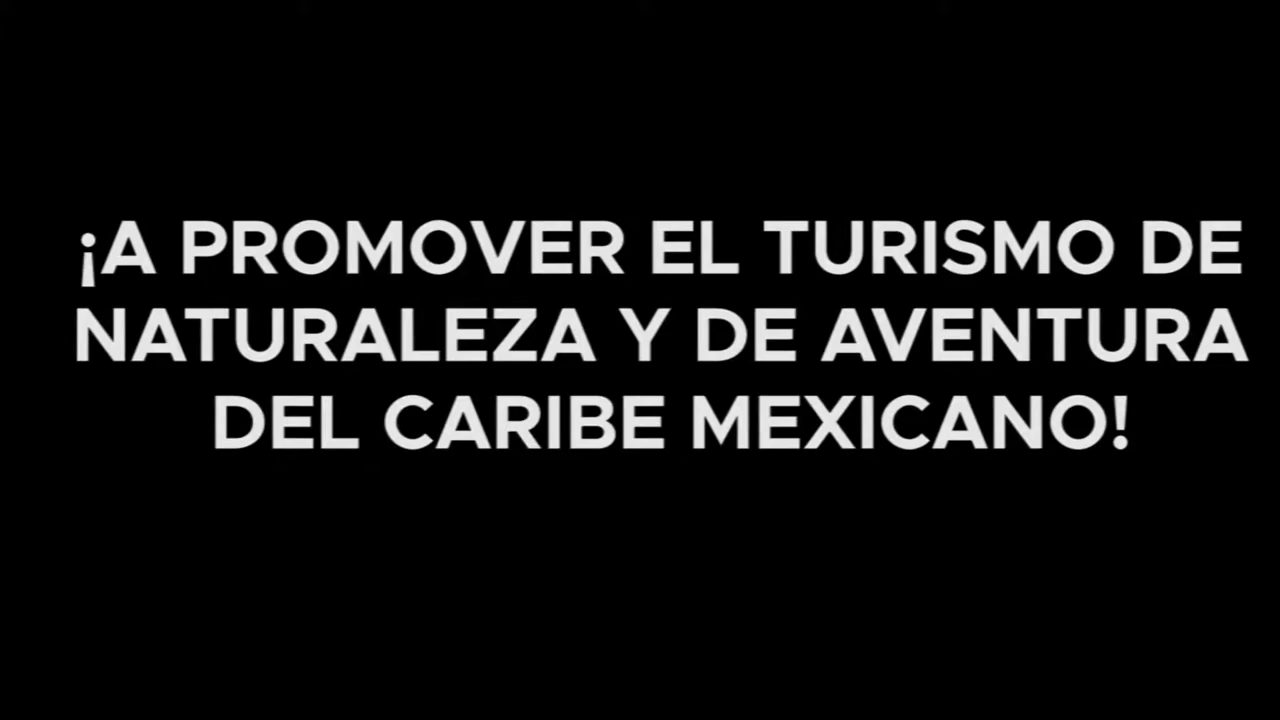 ¡A PROMOVER EL TURISMO DE
NATURALEZA Y DE AVENTURA
DEL CARIBE MEXICANO!